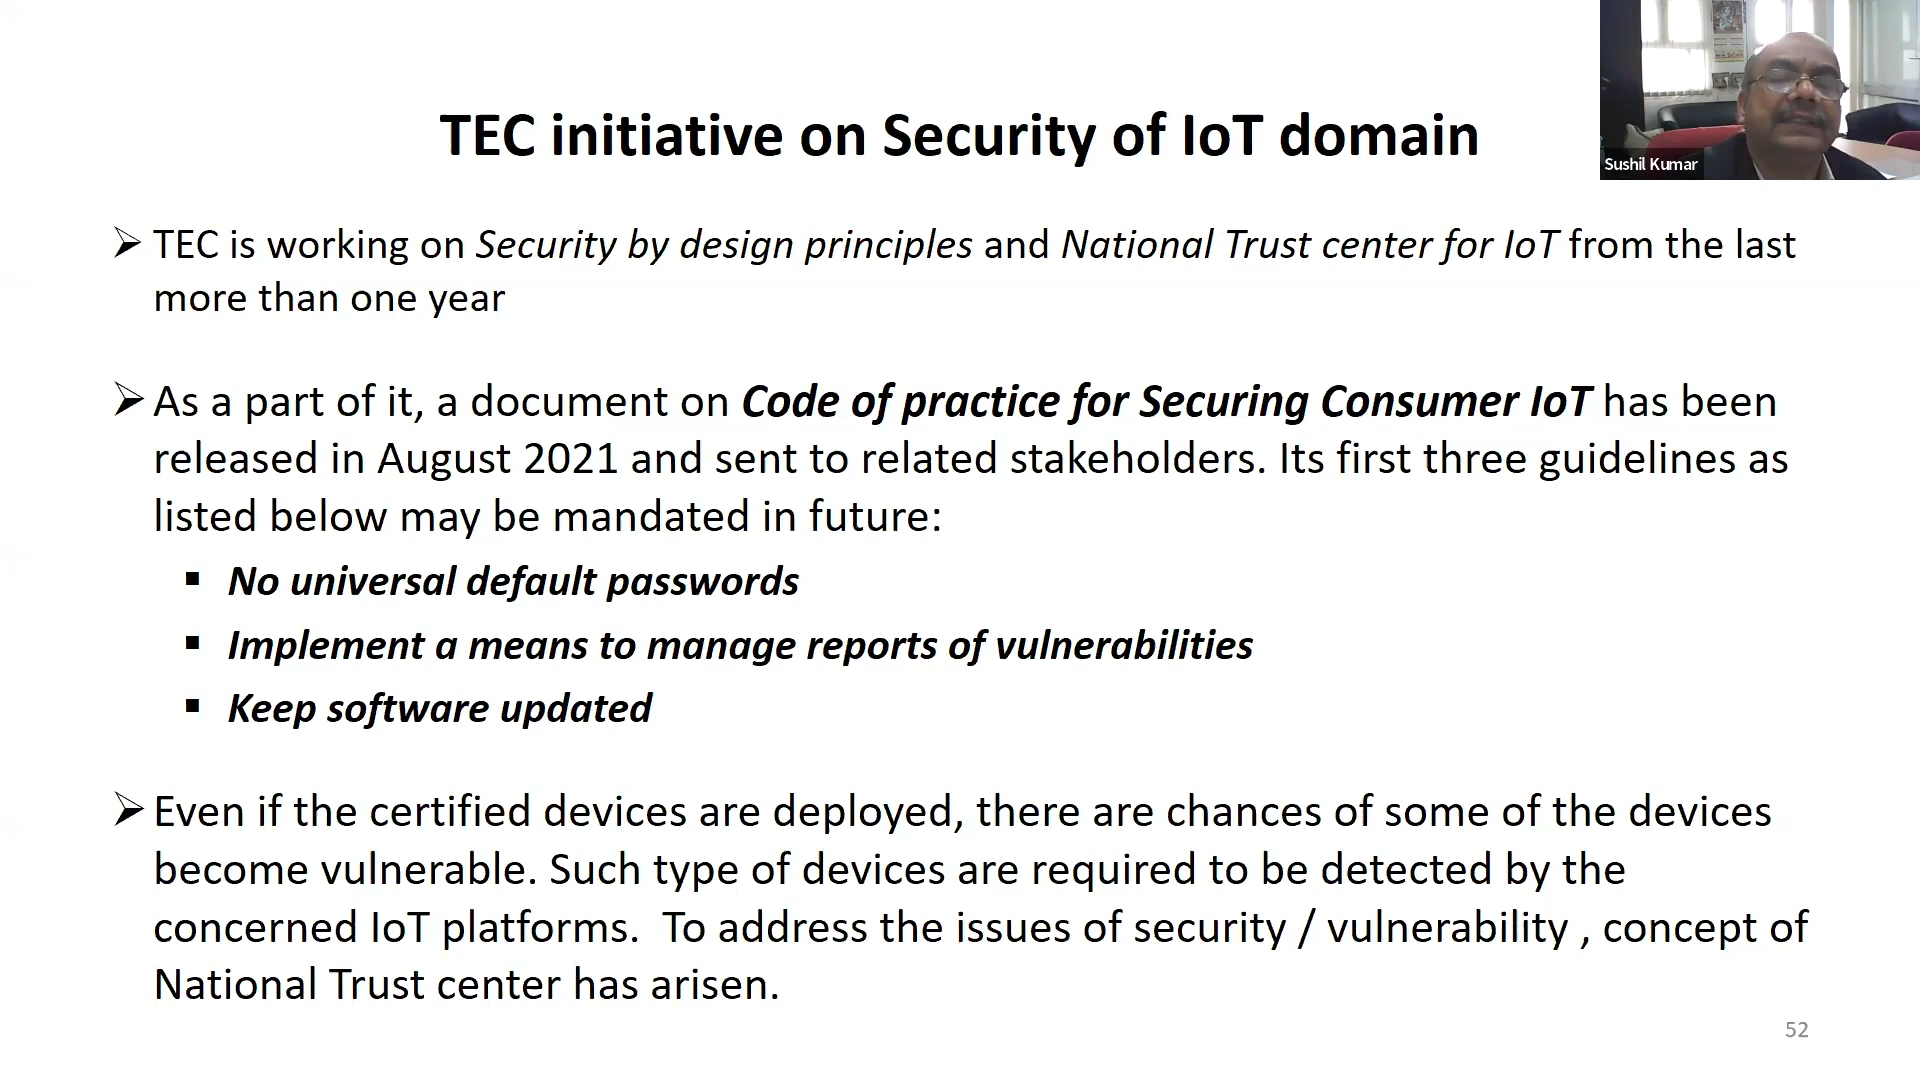 TEC initiative on Security of IoT domain
Sushil Kumar
➢ TEC is working on Security by design principles and National Trust center for IoT from the last
more than one year
➢ As a part of it, a document on Code of practice for Securing Consumer IoT has been
released in August 2021 and sent to related stakeholders. Its first three guidelines as
listed below may be mandated in future:
▪ No universal default passwords
▪ Implement a means to manage reports of vulnerabilities
▪ Keep software updated
➢ Even if the certified devices are deployed, there are chances of some of the devices
become vulnerable. Such type of devices are required to be detected by the
concerned IoT platforms.  To address the issues of security / vulnerability , concept of
National Trust center has arisen.
52